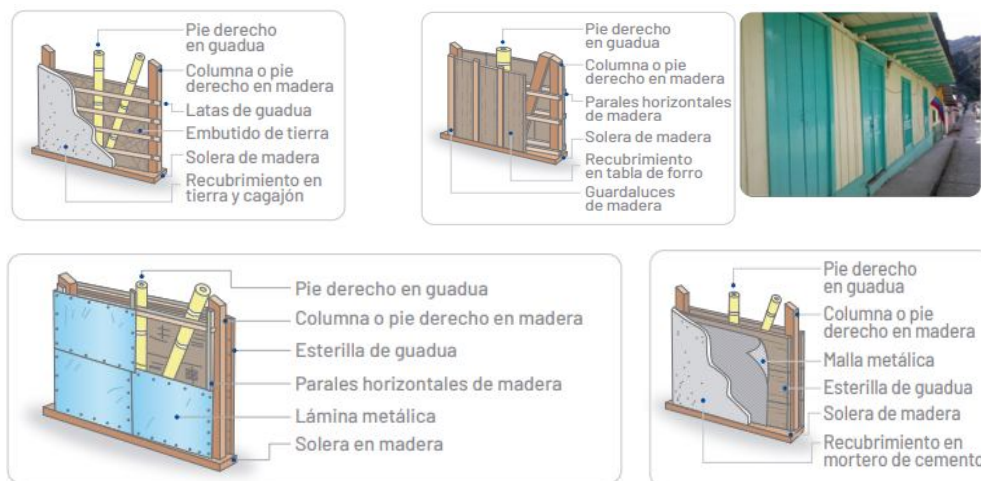 Pie derecho
en guadua
Columna o pie
derecho en madera
Latas de guadua
Embutido de tierra
Solera de madera
Recubrimiento en
tierra y cagajón
Pie derecho
en guadua
Columna o pie
derecho en madera
Parales horizontales
de madera
Solera de madera
Recubrimiento
en tabla de forro
Guardaluces
de madera
Pie derecho en guadua
Columna o pie derecho en madera
Esterilla de guadua
Parales horizontales de madera
Lámina metálica
Solera en madera
Pie derecho
en guadua
Columna o pie
derecho en madera
Malla metálica
Esterilla de guadua
Solera de madera
Recubrimiento en
mortero de cemento